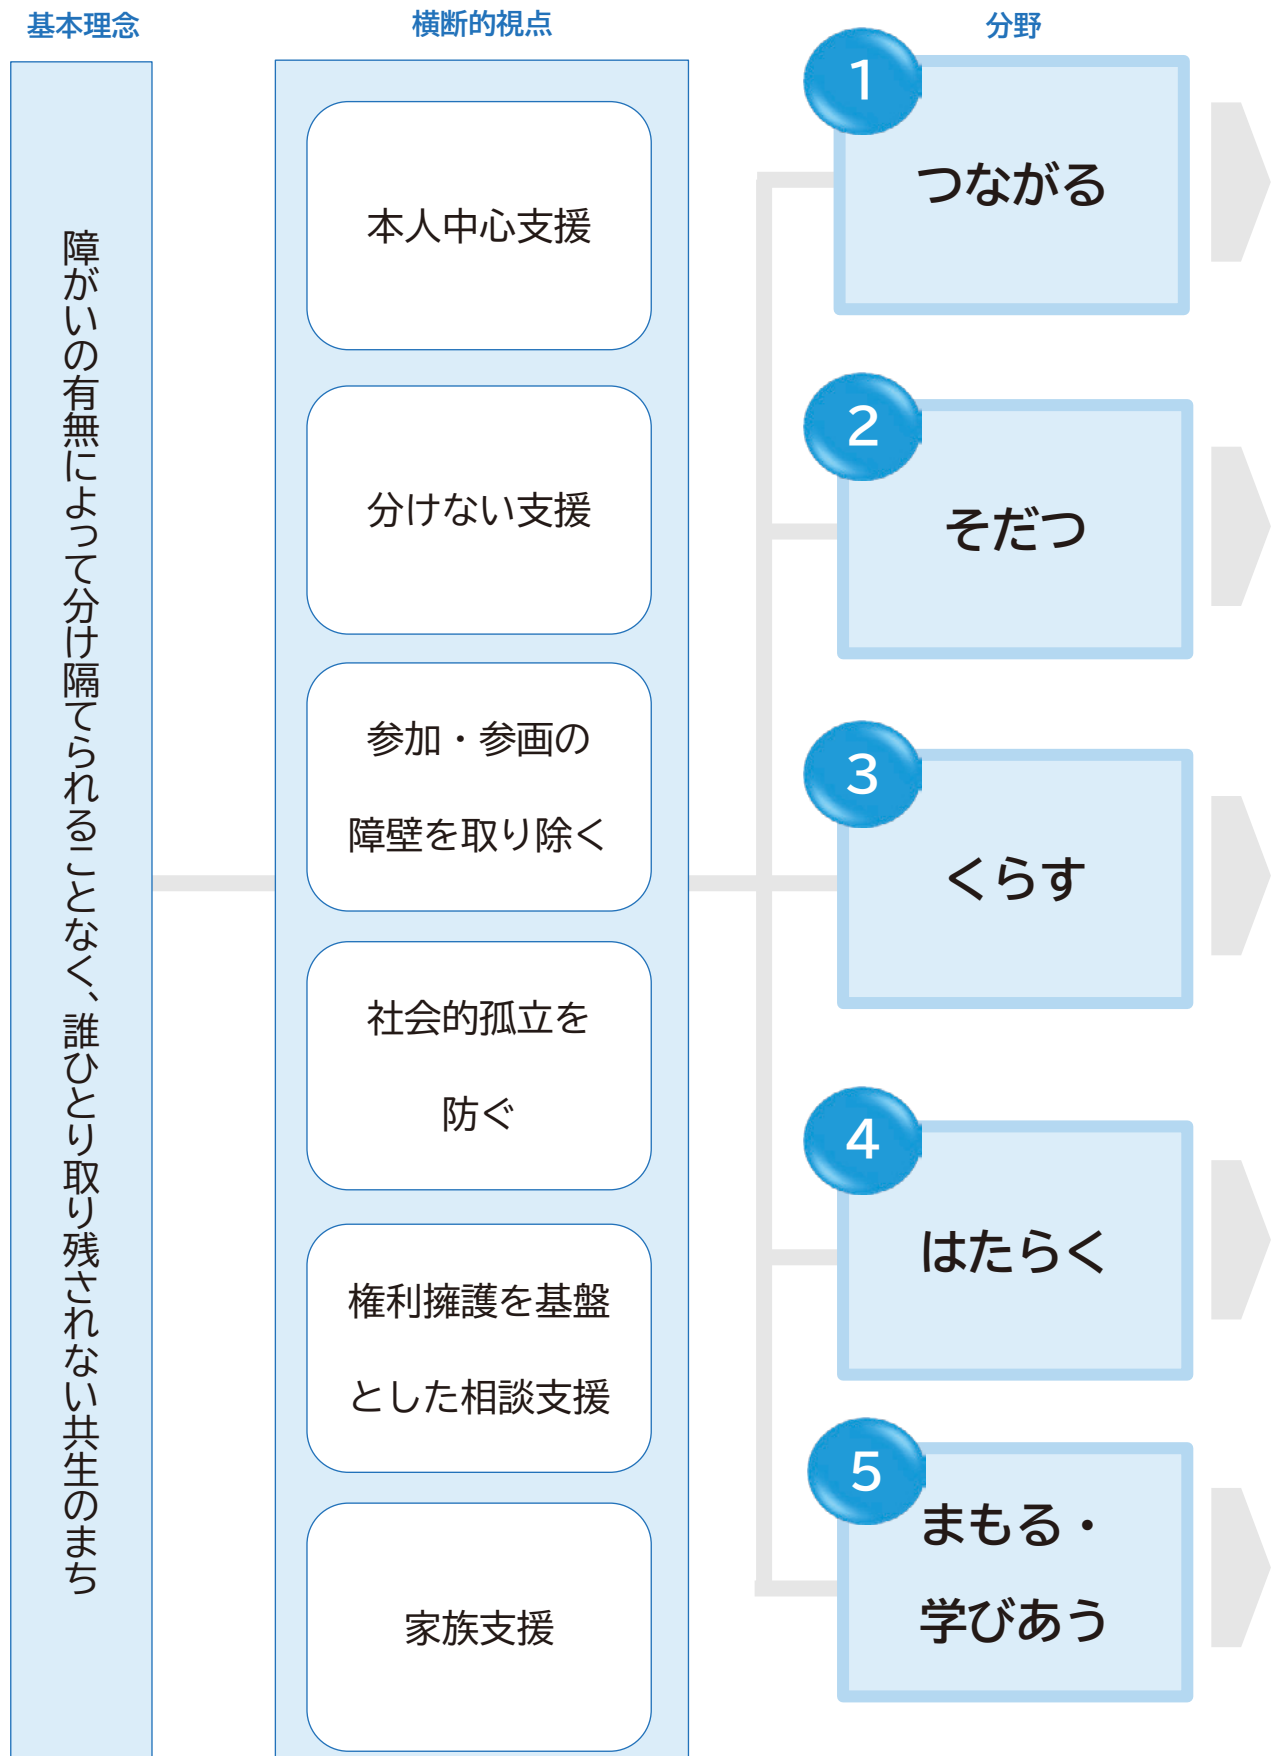 基本理念
障がいの有無によって分け隔てられることなく、誰ひとり取り残されない共生のまち
横断的視点
本人中心支援
分けない支援
参加・参画の
障壁を取り除く
社会的孤立を
防ぐ
権利擁護を基盤
とした相談支援
家族支援
分野
1
つながる
2
そだつ
3
くらす
4
はたらく
5
まもる・
学びあう